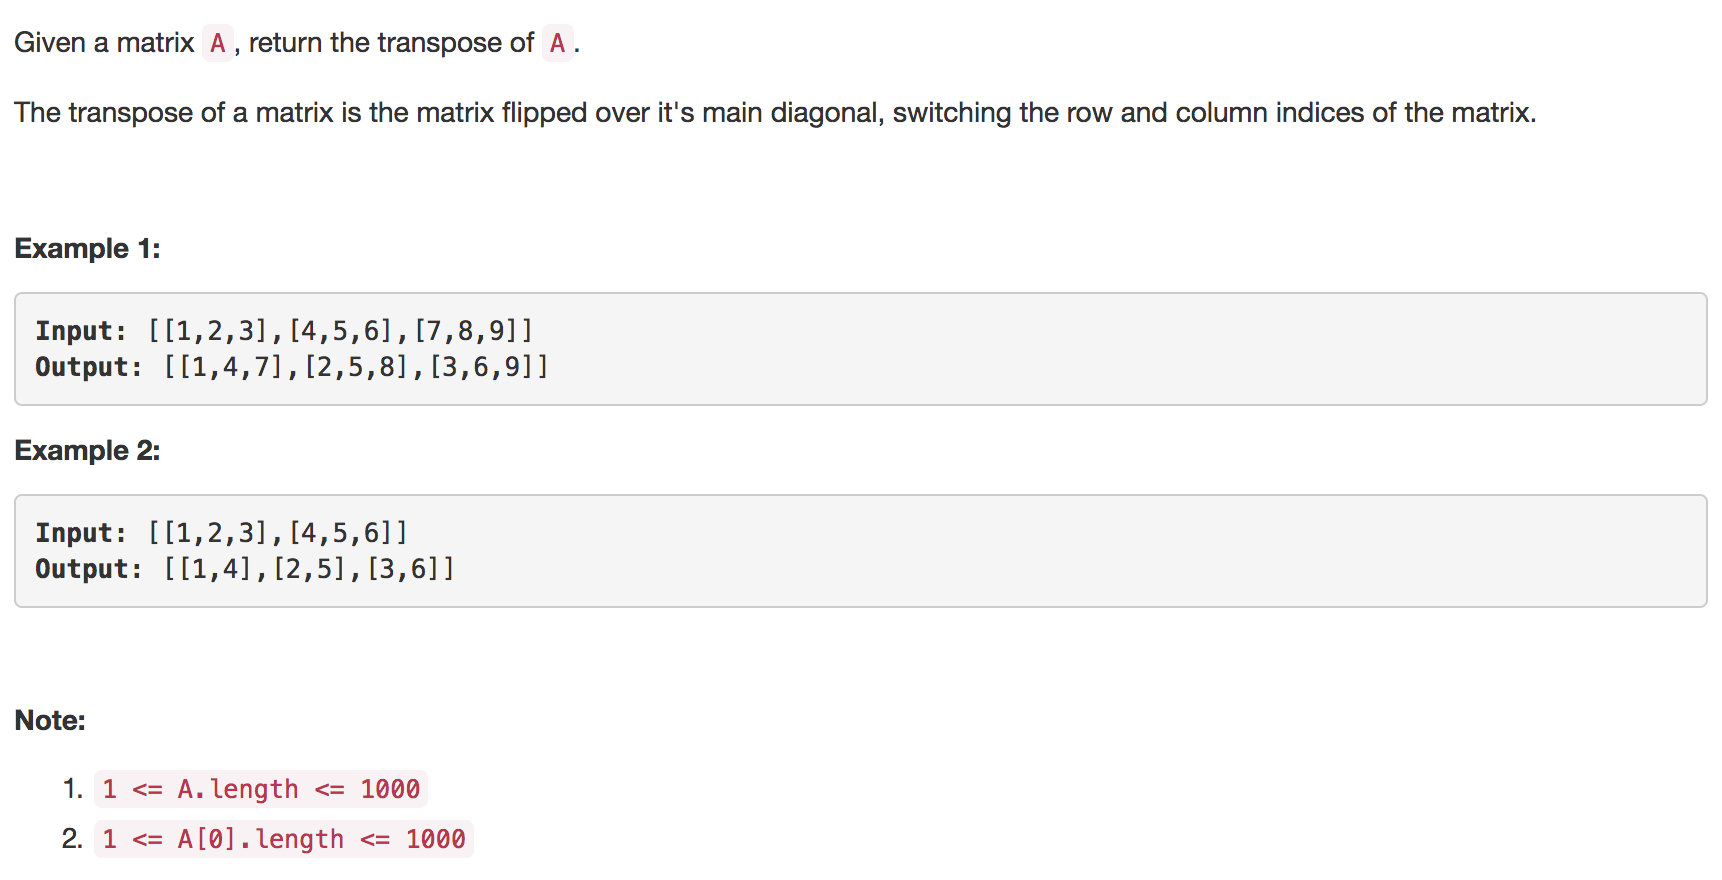 Given a matrix A, return the transpose of A.
The transpose of a matrix is the matrix flipped over it's main diagonal, switching the row and column indices of the matrix.
Example 1:
Input: [[1,2,3],[4,5,6],[7,8,9]]
Output: [[1,4,7],[2,5,8],[3,6,9]]
Example 2:
Input: [[1,2,3],[4,5,6]]
Output: [[1,4],[2,5],[3,6]]
Note:
1. 1 <= A.length <= 1000
2. 1 <= A[0].length <= 1000